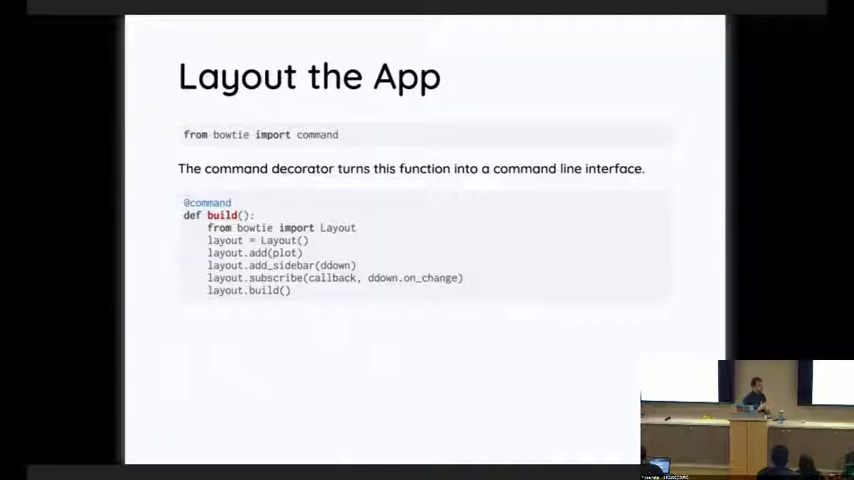 Layout the App
from bowtie import command
The command decorator turns this function into a command line interface.
@command
def build():
from bowtie import Layout
layout = Layout()
layout.add(plot)
layout.add_sidebar(ddown)
layout.subscribe(callback, ddown.on_change)
layout.build()